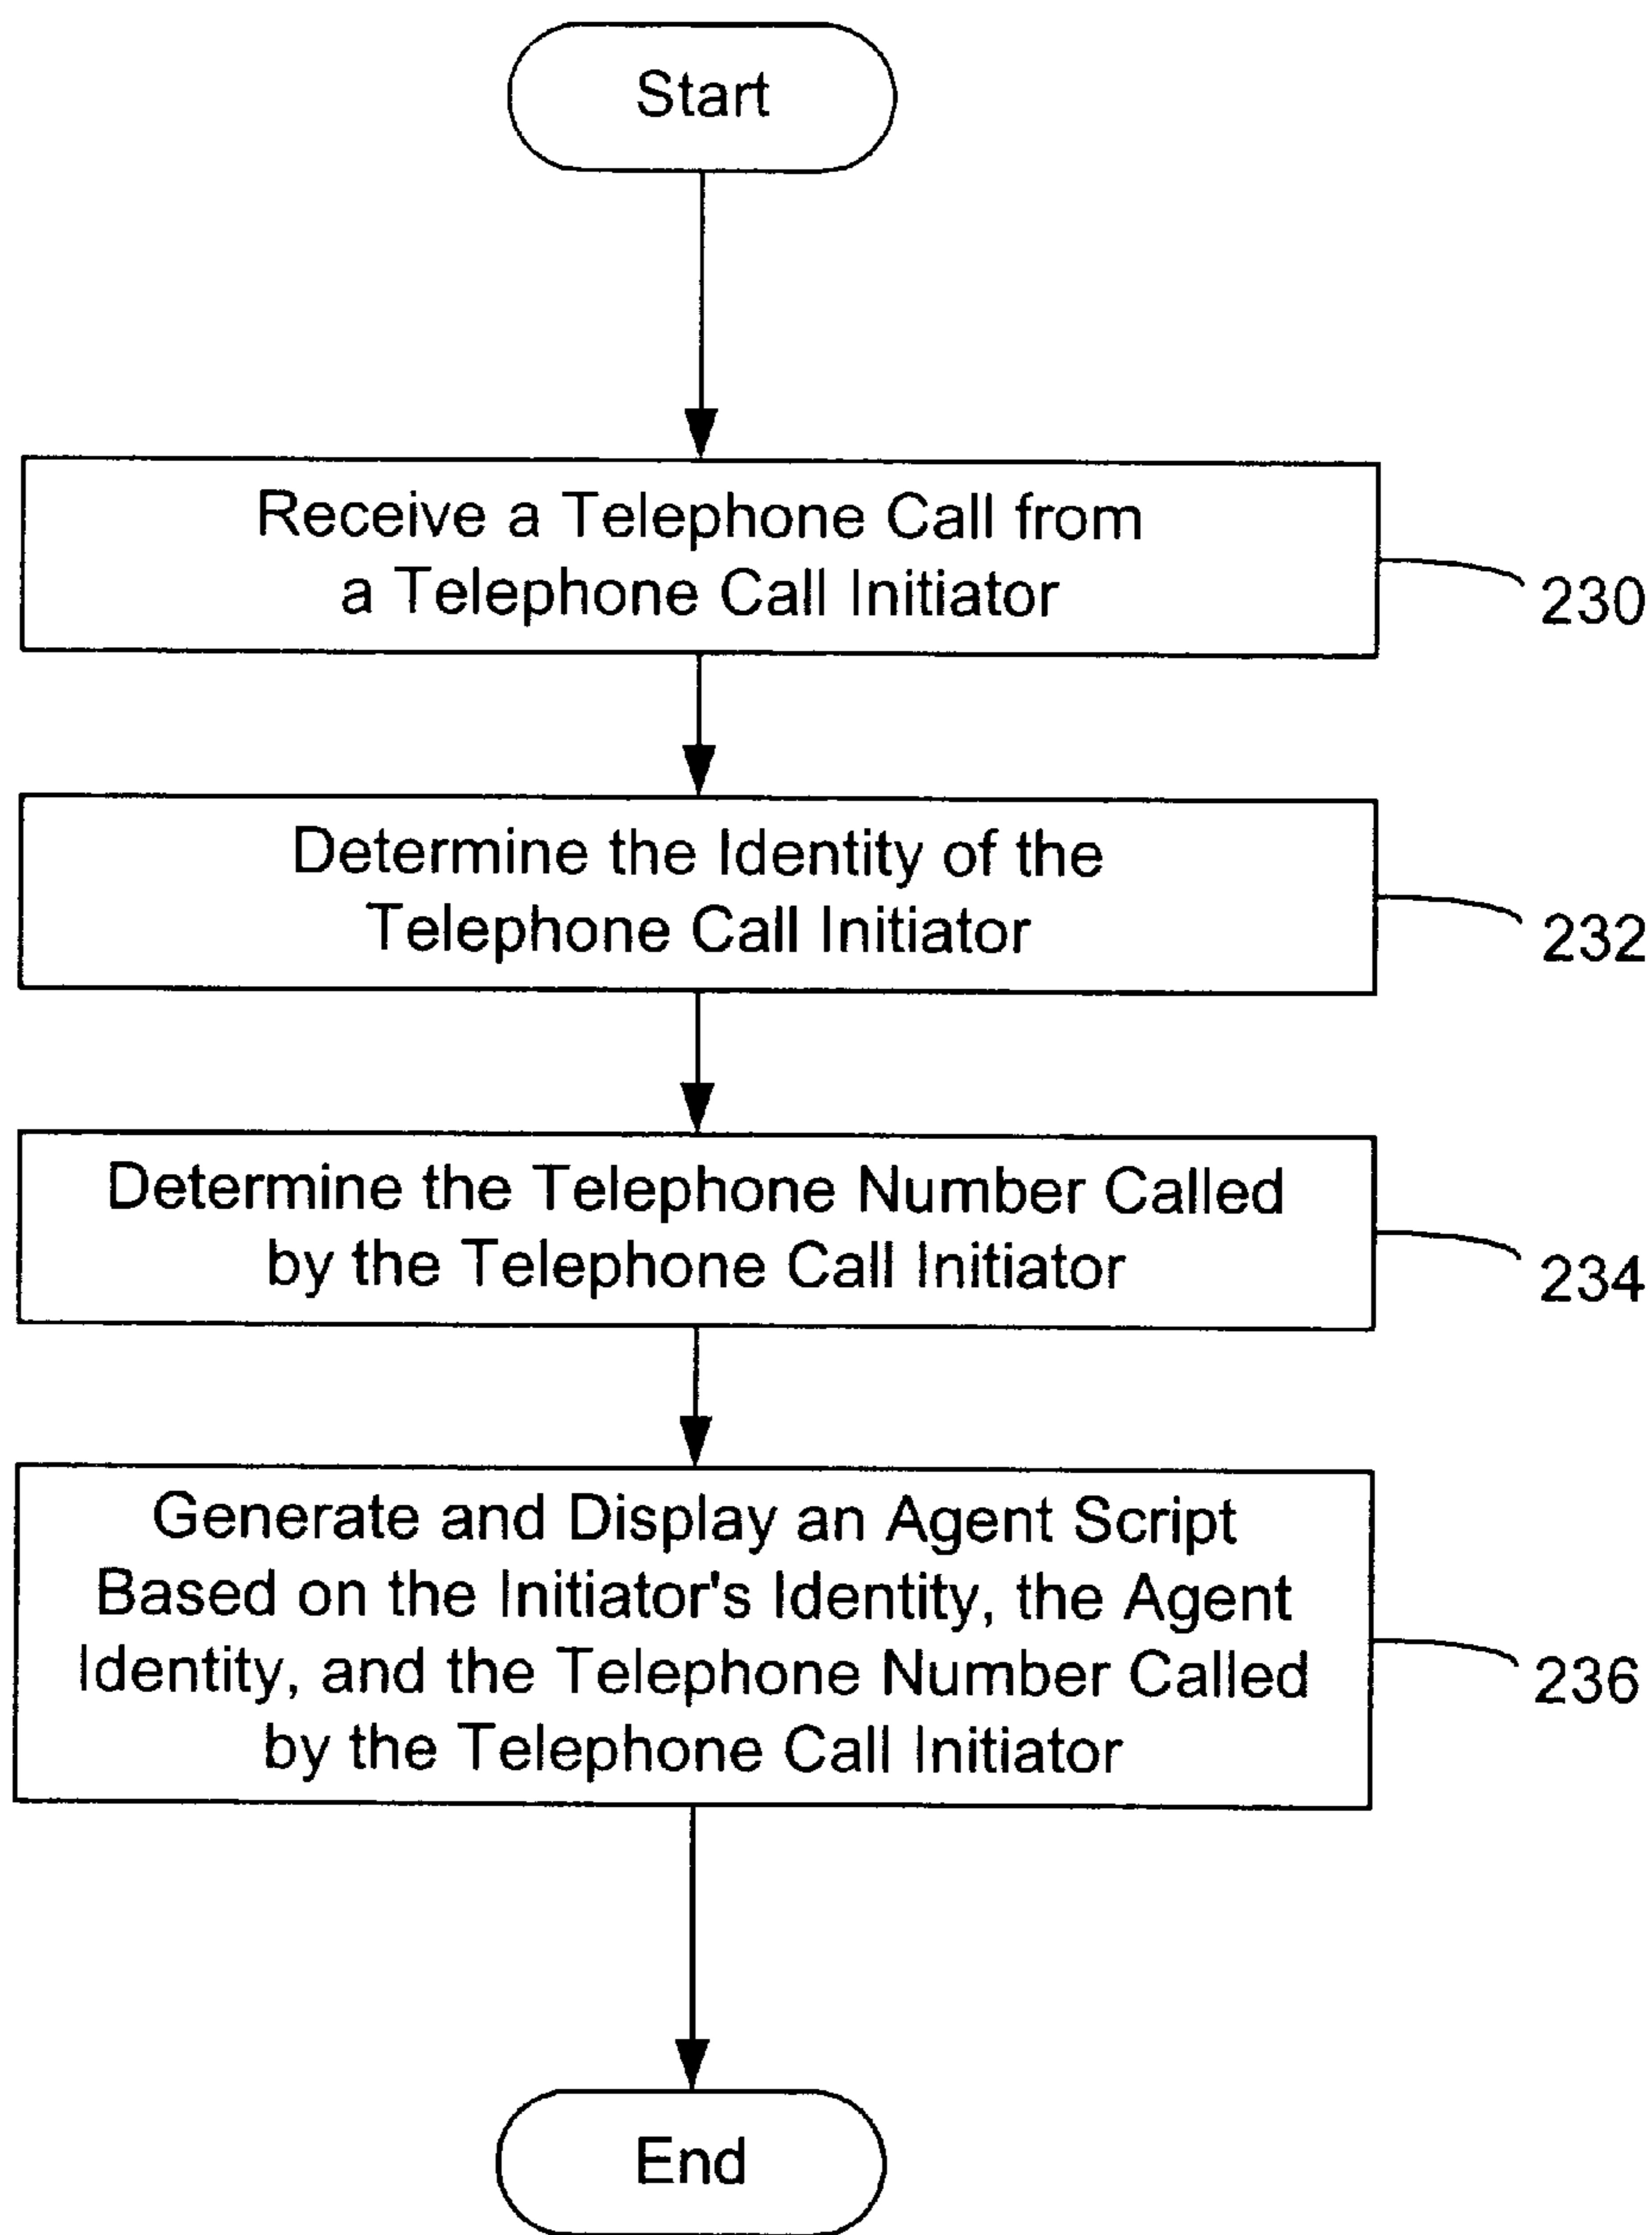 Start
Receive a Telephone Call from
a Telephone Call Initiator
230
Determine the Identity of the
Telephone Call Initiator
232
Determine the Telephone Number Called
by the Telephone Call Initiator
234
Generate and Display an Agent Script
Based on the Initiator's Identity, the Agent
Identity, and the Telephone Number Called
by the Telephone Call Initiator
236
End